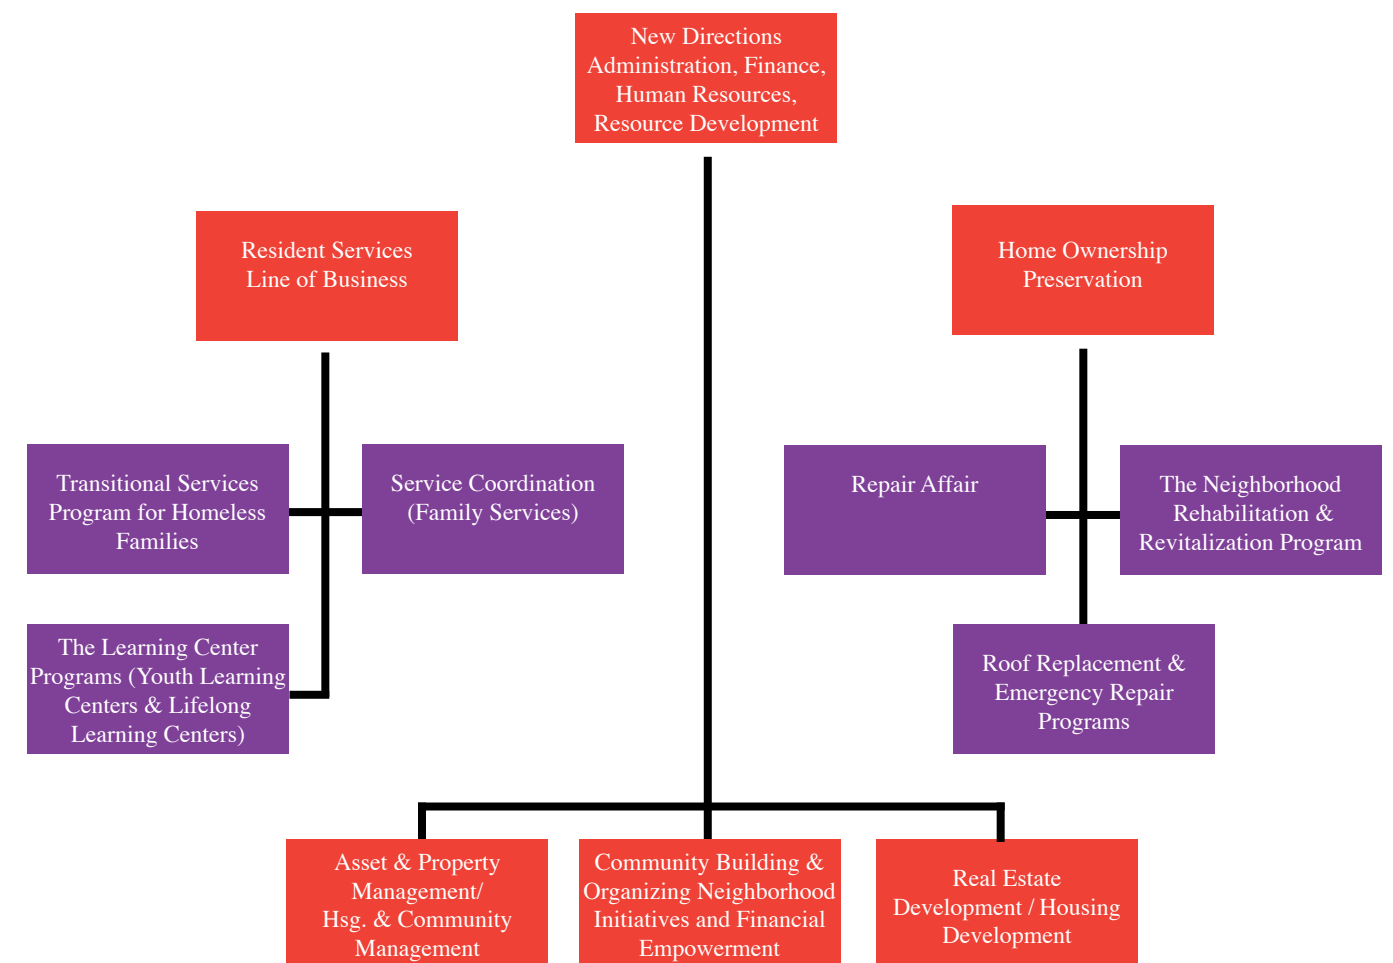 New Directions
Administration, Finance,
Human Resources,
Resource Development
Resident Services
Line of Business
Home Ownership
Preservation
Transitional Services
Program for Homeless
Families
Service Coordination
(Family Services)
Repair Affair
The Neighborhood
Rehabilitation &
Revitalization Program
The Learning Center
Programs (Youth Learning
Centers & Lifelong
Learning Centers)
Roof Replacement &
Emergency Repair
Programs
Asset & Property
Management/
Hsg. & Community
Management
Community Building &
Organizing Neighborhood
Initiatives and Financial
Empowerment
Real Estate
Development / Housing
Development